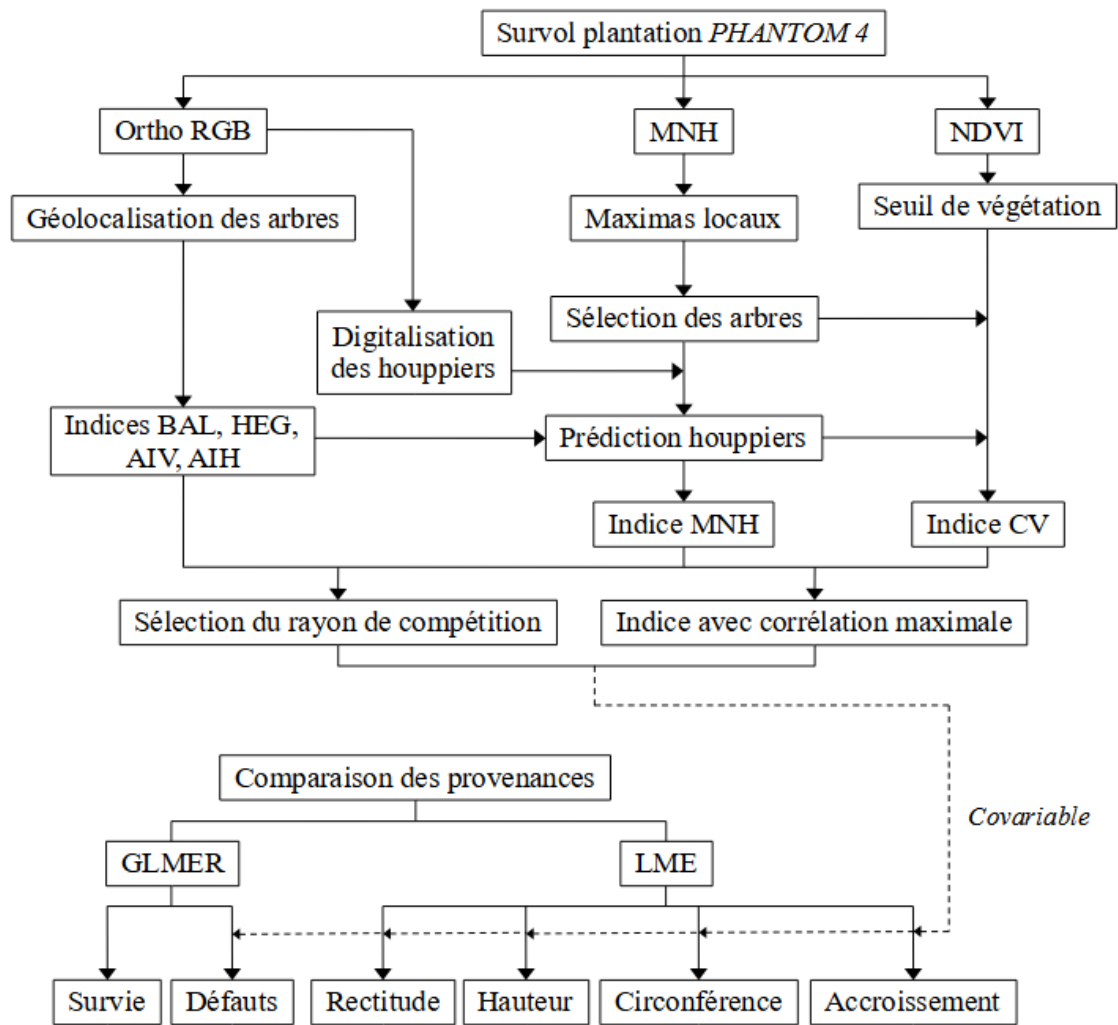 Survol plantation PHANTOM 4
Ortho RGB
MNH
NDVI
Géolocalisation des arbres
Maximas locaux
Seuil de végétation
Digitalisation
des houppiers
Sélection des arbres
Indices BAL, HEG,
AIV, AIH
Prédiction houppiers
Indice MNH
Indice CV
Sélection du rayon de compétition
Indice avec corrélation maximale
Comparaison des provenances
Covariable
GLMER
LME
Survie
Défauts
Rectitude
Hauteur
Circonférence
Accroissement